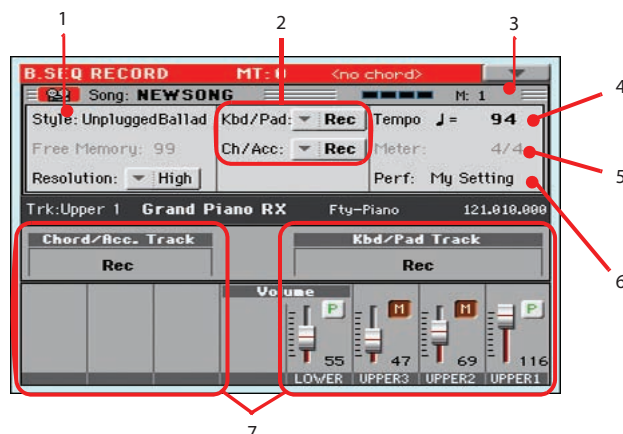 1
2
3
B.SEQ RECORD MT: 0 <no chord>
Song: NEWSONG M: 1
4
Style: UnpluggedBallad Kbd/Pad: Rec Tempo ♩= 94
Free Memory: 99 Ch/Acc: Rec Meter: 4/4
5
Resolution: High Perf: My Setting
Trk:Upper 1 Grand Piano RX Fty-Piano 121.010.000
6
Chord/Acc. Track Kbd/Pad Track
Rec Rec
Volume
P M M P
55 47 69 116
LOWER UPPER3 UPPER2 UPPER1
7